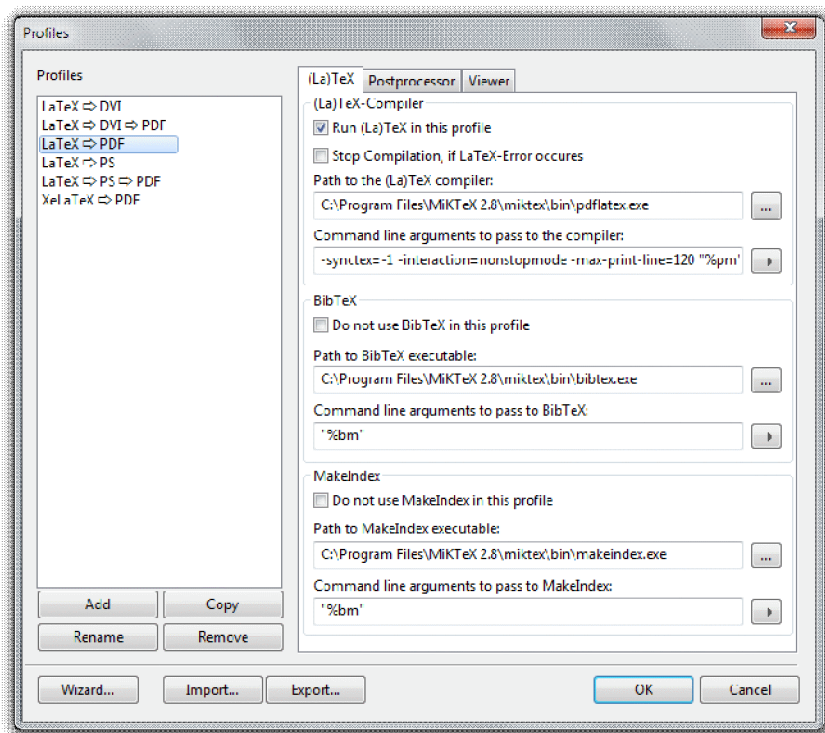 Profiles
Profiles
LaTeX ⇨ DVI
LaTeX ⇨ DVI ⇨ PDF
LaTeX ⇨ PDF
LaTeX ⇨ PS
LaTeX ⇨ PS ⇨ PDF
XeLaTeX ⇨ PDF
Add
Copy
Rename
Remove
(La)TeX
Postprocessor
Viewer
(La)TeX-Compiler
Run (La)TeX in this profile
Stop Compilation, if LaTeX-Error occures
Path to the (La)TeX compiler:
C:\Program Files\MiKTeX 2.8\miktex\bin\pdflatex.exe
...
Command line arguments to pass to the compiler:
-synctex=-1 -interaction=nonstopmode -max-print-line=120 "%pm"
BibTeX
Do not use BibTeX in this profile
Path to BibTeX executable:
C:\Program Files\MiKTeX 2.8\miktex\bin\bibtex.exe
...
Command line arguments to pass to BibTeX:
"%bm"
MakeIndex
Do not use MakeIndex in this profile
Path to MakeIndex executable:
C:\Program Files\MiKTeX 2.8\miktex\bin\makeindex.exe
...
Command line arguments to pass to MakeIndex:
"%bm"
Wizard...
Import...
Export...
OK
Cancel